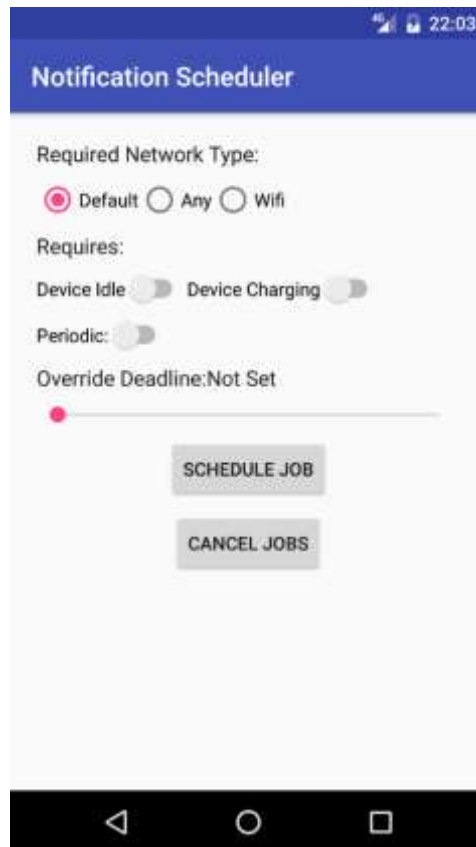 4G 22:03
Notification Scheduler
Required Network Type:
Default Any Wifi
Requires:
Device Idle Device Charging
Periodic:
Override Deadline:Not Set
SCHEDULE JOB
CANCEL JOBS